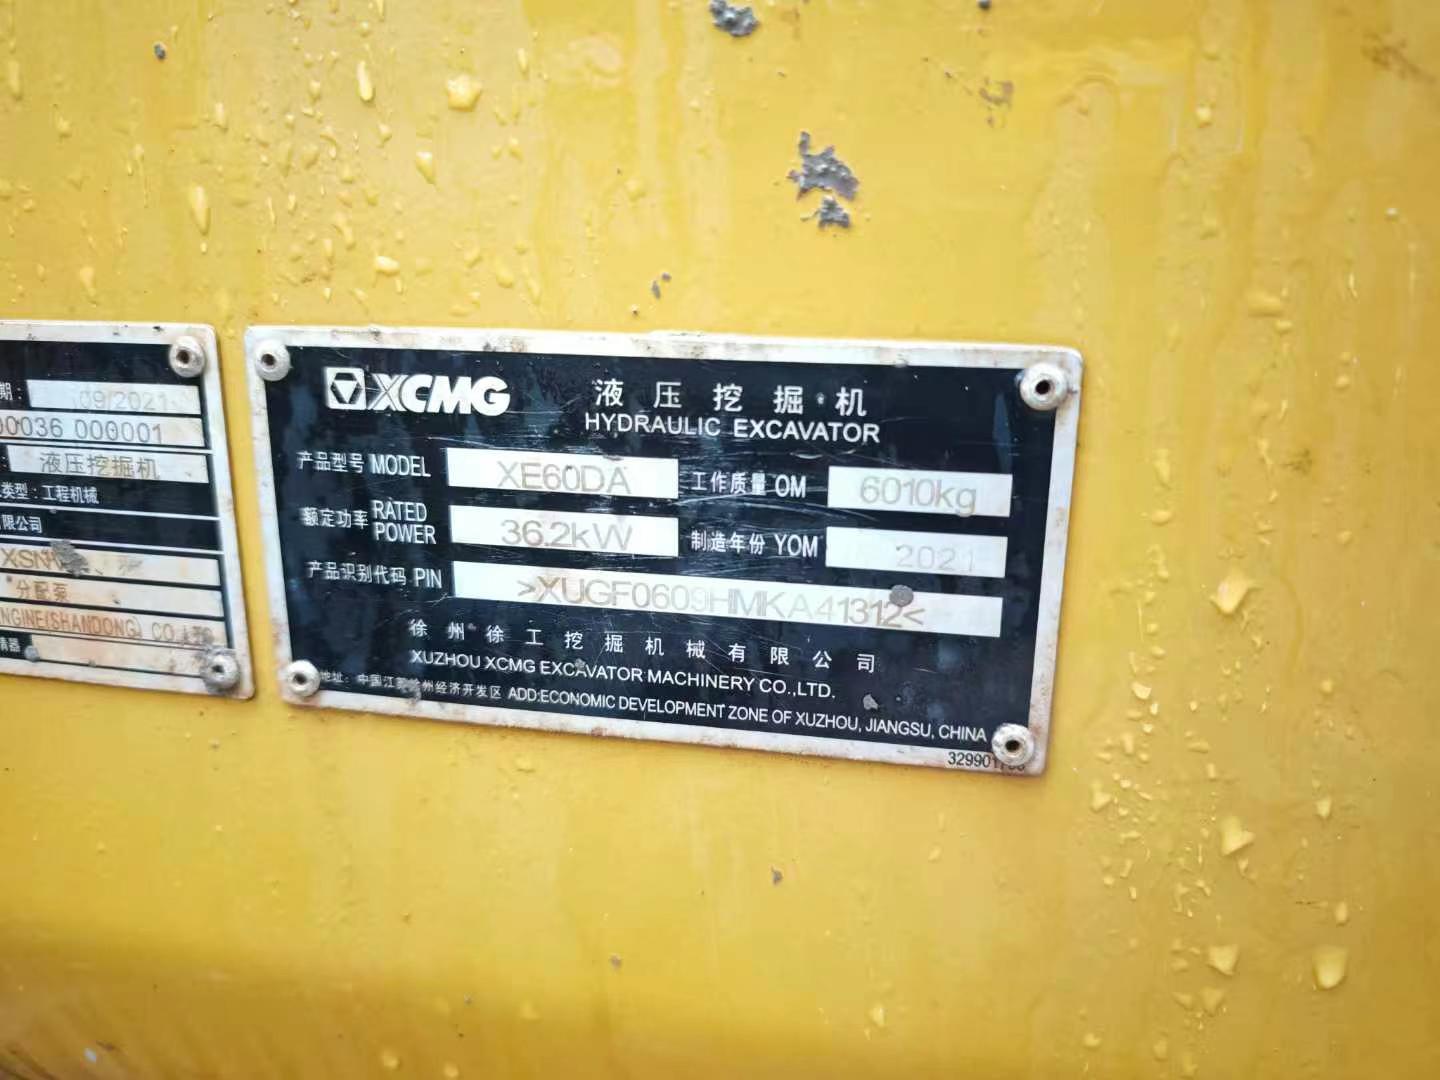 09/2021
00036 000001
液压挖掘机
类型：工程机械
限公司
分配泵
ENGINE(SHANDONG) CO.,LTD
XCMG
液压挖掘机
HYDRAULIC EXCAVATOR
产品型号 MODEL XE60DA 工作质量 OM 6010kg
额定功率 RATED POWER 36.2kW 制造年份 YOM 2021
产品识别代码 PIN >XUGF0609HMKA41312<
徐州徐工挖掘机械有限公司
XUZHOU XCMG EXCAVATOR MACHINERY CO.,LTD.
地址：中国江苏徐州经济开发区 ADD:ECONOMIC DEVELOPMENT ZONE OF XUZHOU, JIANGSU, CHINA